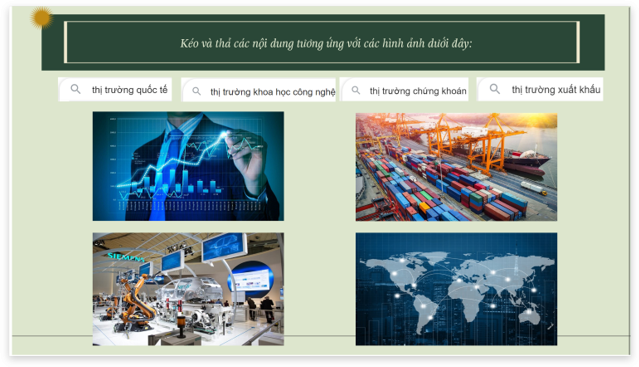 Kéo và thả các nội dung tương ứng với các hình ảnh dưới đây:
thị trường quốc tế
thị trường khoa học công nghệ
thị trường chứng khoán
thị trường xuất khẩu
SIEMENS